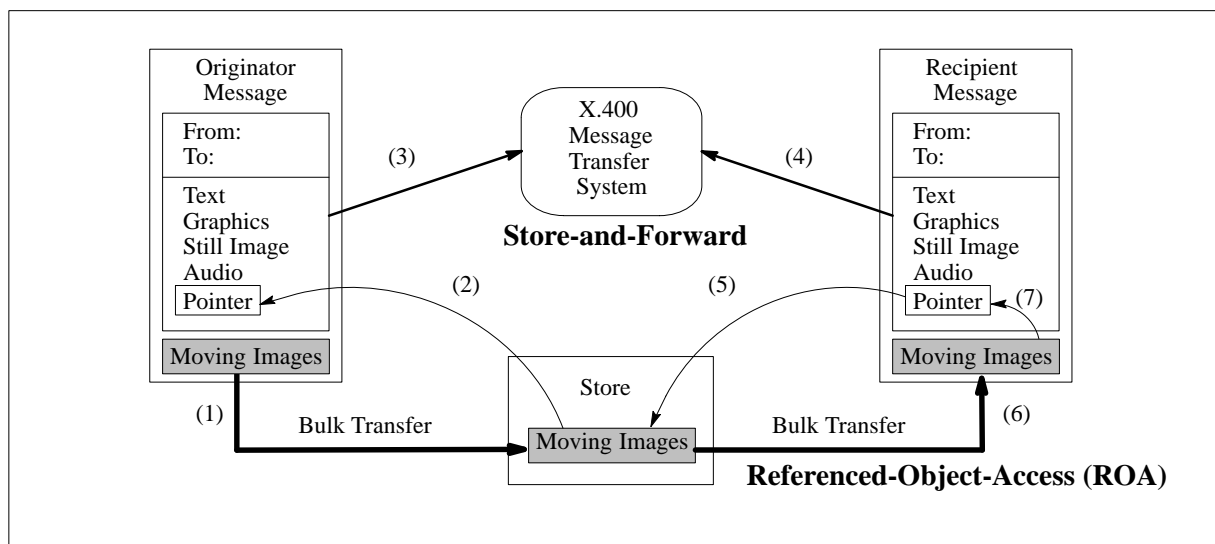 Originator
Message
From:
To:
Text
Graphics
Still Image
Audio
Pointer
Moving Images
(1)
Bulk Transfer
(2)
(3)
X.400
Message
Transfer
System
Store-and-Forward
(4)
(5)
Store
Moving Images
Bulk Transfer
(6)
Referenced-Object-Access (ROA)
Recipient
Message
From:
To:
Text
Graphics
Still Image
Audio
Pointer
(7)
Moving Images